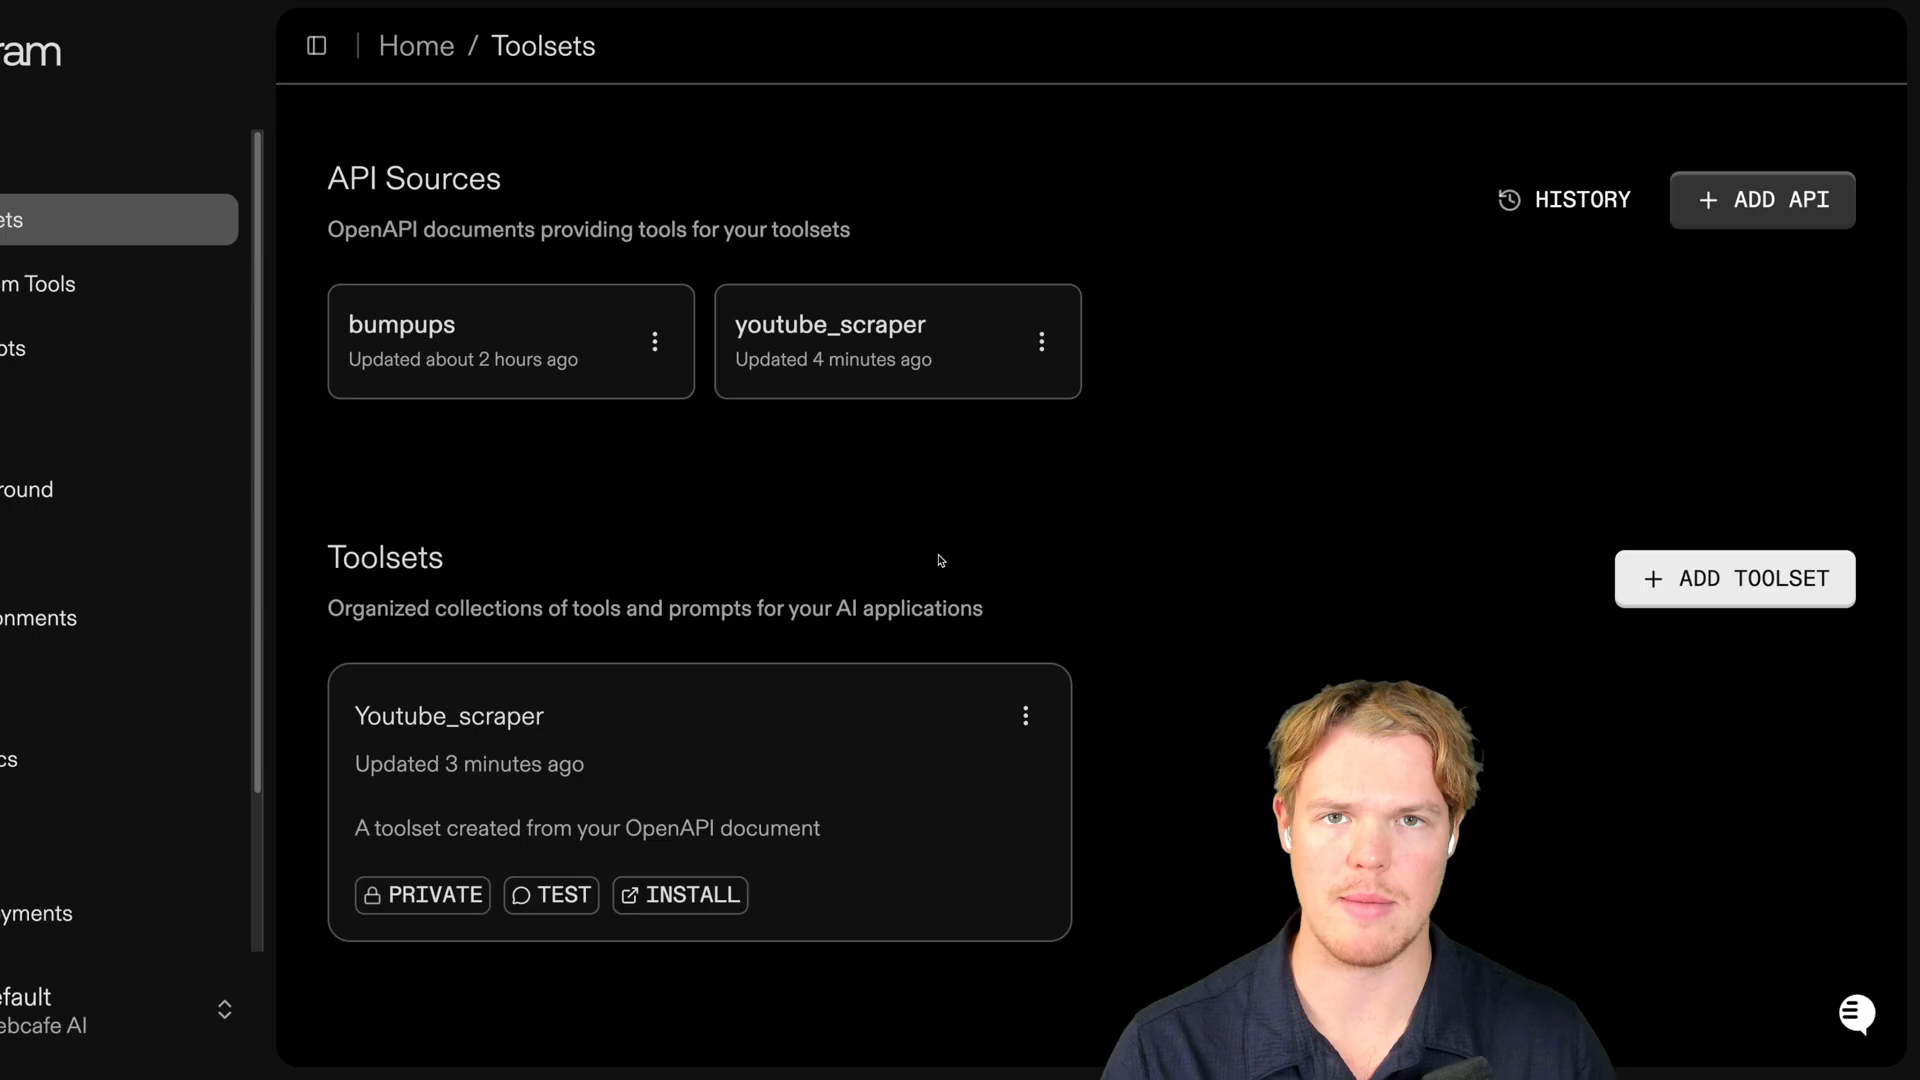 ram
Home / Toolsets
API Sources
OpenAPI documents providing tools for your toolsets
HISTORY
+ ADD API
ets
m Tools
ots
round
onments
cs
oyments
efault
ebcafe AI
bumpups
Updated about 2 hours ago
youtube_scraper
Updated 4 minutes ago
Toolsets
Organized collections of tools and prompts for your AI applications
+ ADD TOOLSET
Youtube_scraper
Updated 3 minutes ago
A toolset created from your OpenAPI document
PRIVATE
TEST
INSTALL